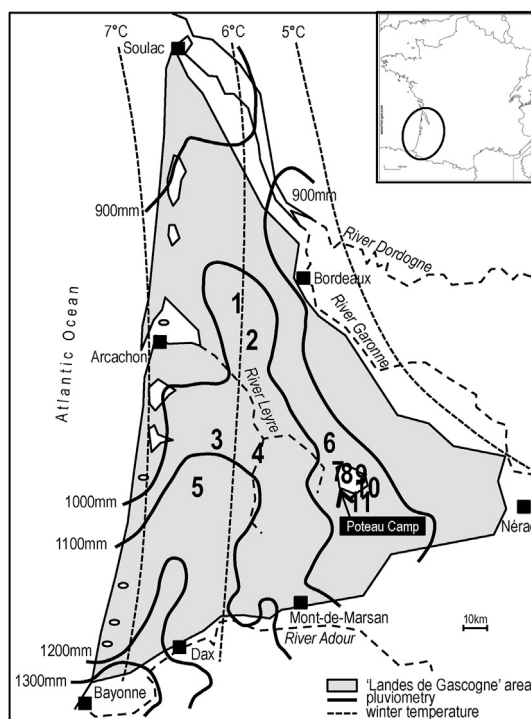 7°C 6°C 5°C
Soulac
900mm
900mm
River Dordogne
Bordeaux
River Garonne
Atlantic Ocean
Arcachon
1
2
River Leyre
3
4
5
6
7
8
9
10
11
Poteau Camp
1000mm
1100mm
Nérac
Mont-de-Marsan
River Adour
10km
Dax
1200mm
1300mm
Bayonne
'Landes de Gascogne' area
pluviometry
winter temperature